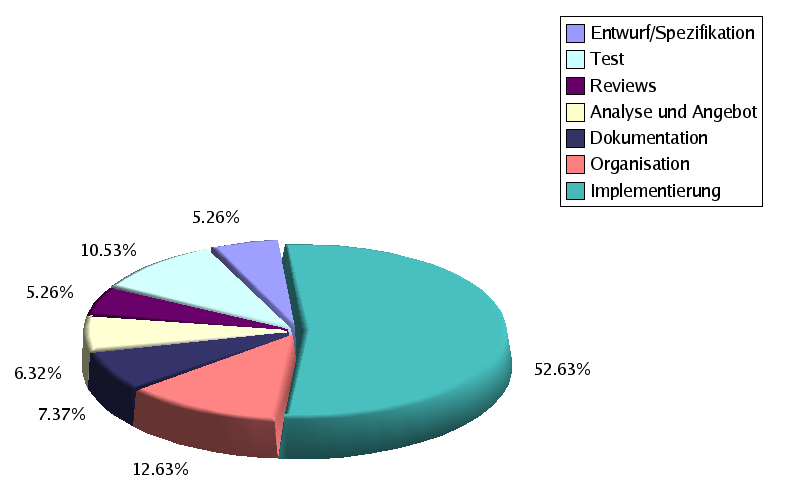 Entwurf/Spezifikation
Test
Reviews
Analyse und Angebot
Dokumentation
Organisation
Implementierung
5.26%
10.53%
5.26%
6.32%
7.37%
12.63%
52.63%